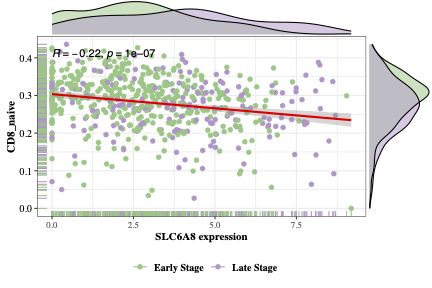 R = −0.22, p = 1e−07
CD8_naive
0.4
0.3
0.2
0.1
0.0
0.0 2.5 5.0 7.5
SLC6A8 expression
Early Stage Late Stage